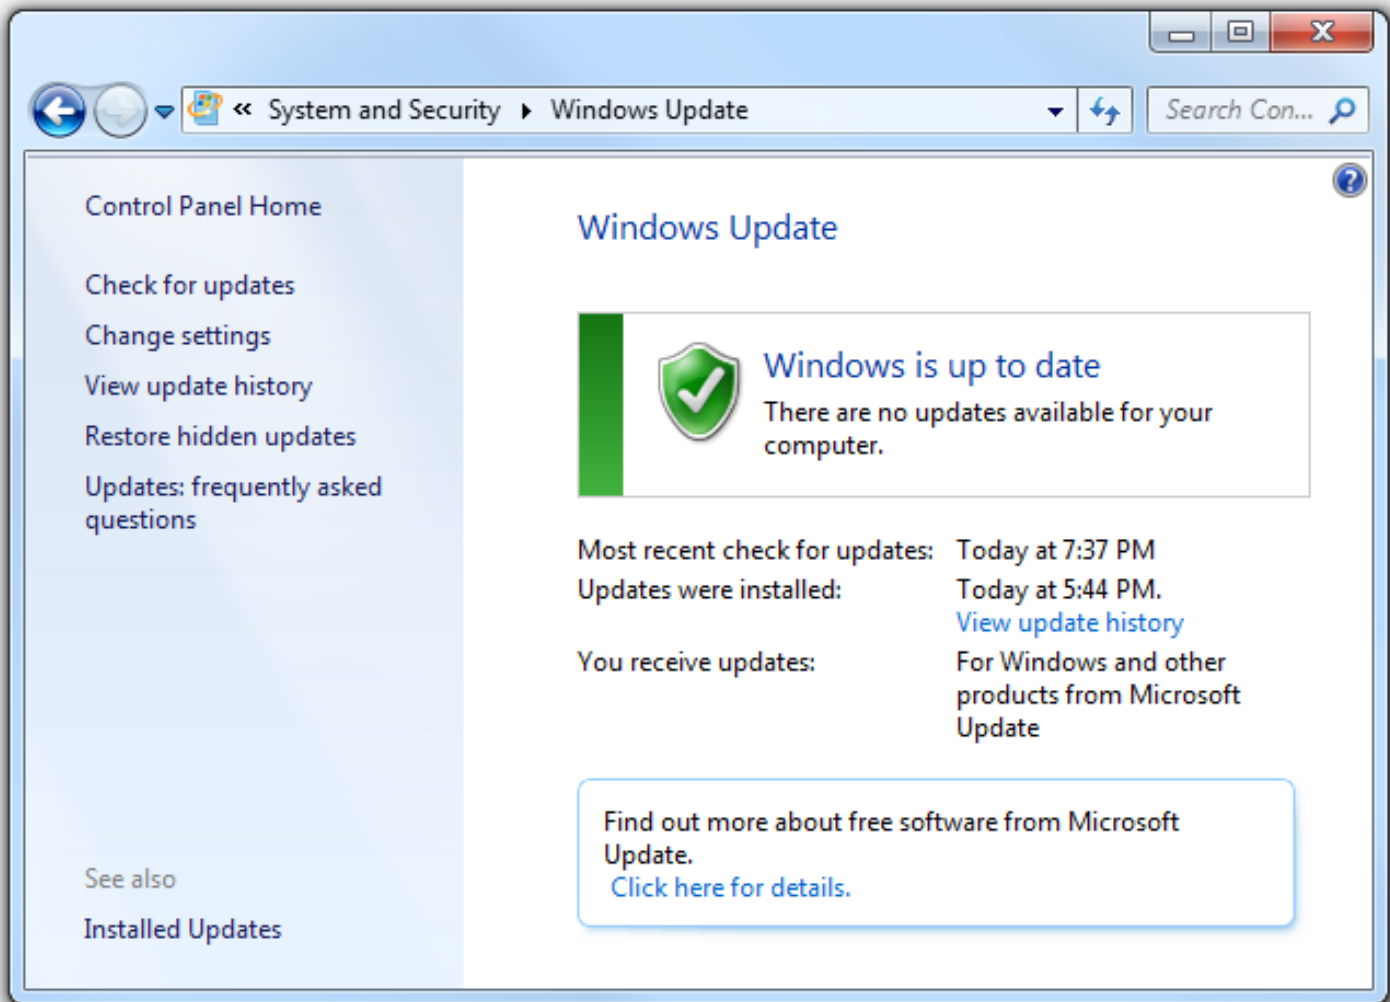 « System and Security ▸ Windows Update
Search Con...
Control Panel Home
Check for updates
Change settings
View update history
Restore hidden updates
Updates: frequently asked
questions
See also
Installed Updates
Windows Update
Windows is up to date
There are no updates available for your
computer.
Most recent check for updates: Today at 7:37 PM
Updates were installed: Today at 5:44 PM.
View update history
You receive updates: For Windows and other
products from Microsoft
Update
Find out more about free software from Microsoft
Update.
Click here for details.